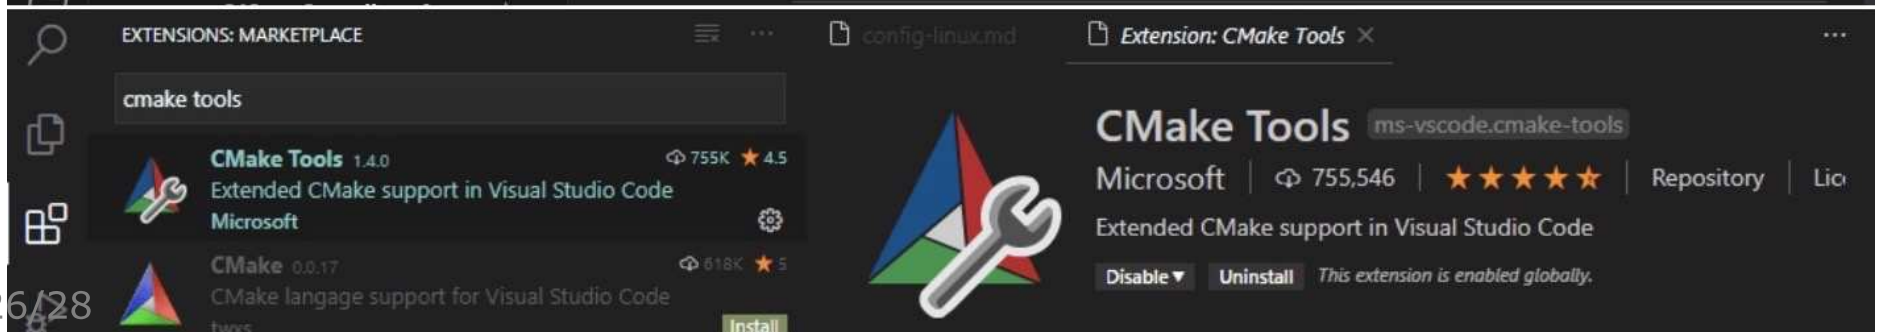 EXTENSIONS: MARKETPLACE
cmake tools
CMake Tools 1.4.0 755K ★ 4.5
Extended CMake support in Visual Studio Code
Microsoft
CMake 0.0.17 618K ★ 5
CMake langage support for Visual Studio Code
twxs
Install
config-linux.md
Extension: CMake Tools ×
...
CMake Tools ms-vscode.cmake-tools
Microsoft | 755,546 | ★★★★★ | Repository | Lic
Extended CMake support in Visual Studio Code
Disable▼ Uninstall This extension is enabled globally.
26/28